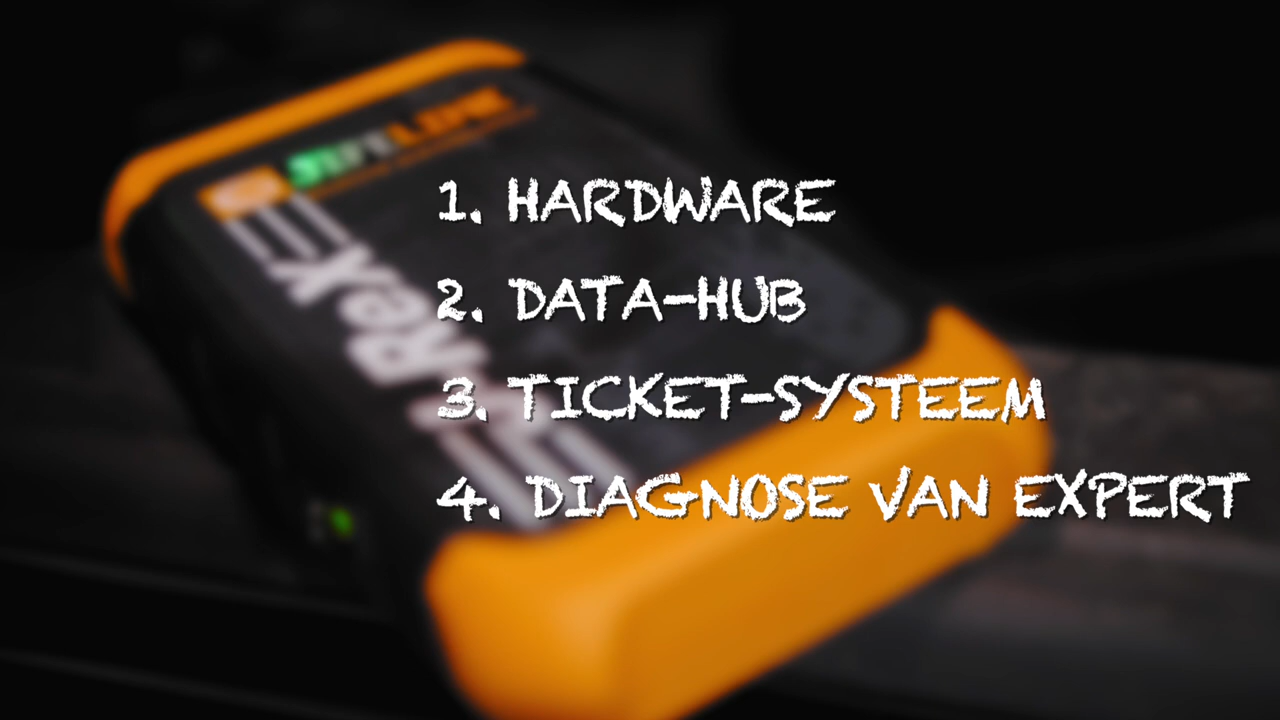 1. HARDWARE
2. DATA-HUB
3. TICKET-SYSTEEM
4. DIAGNOSE VAN EXPERT